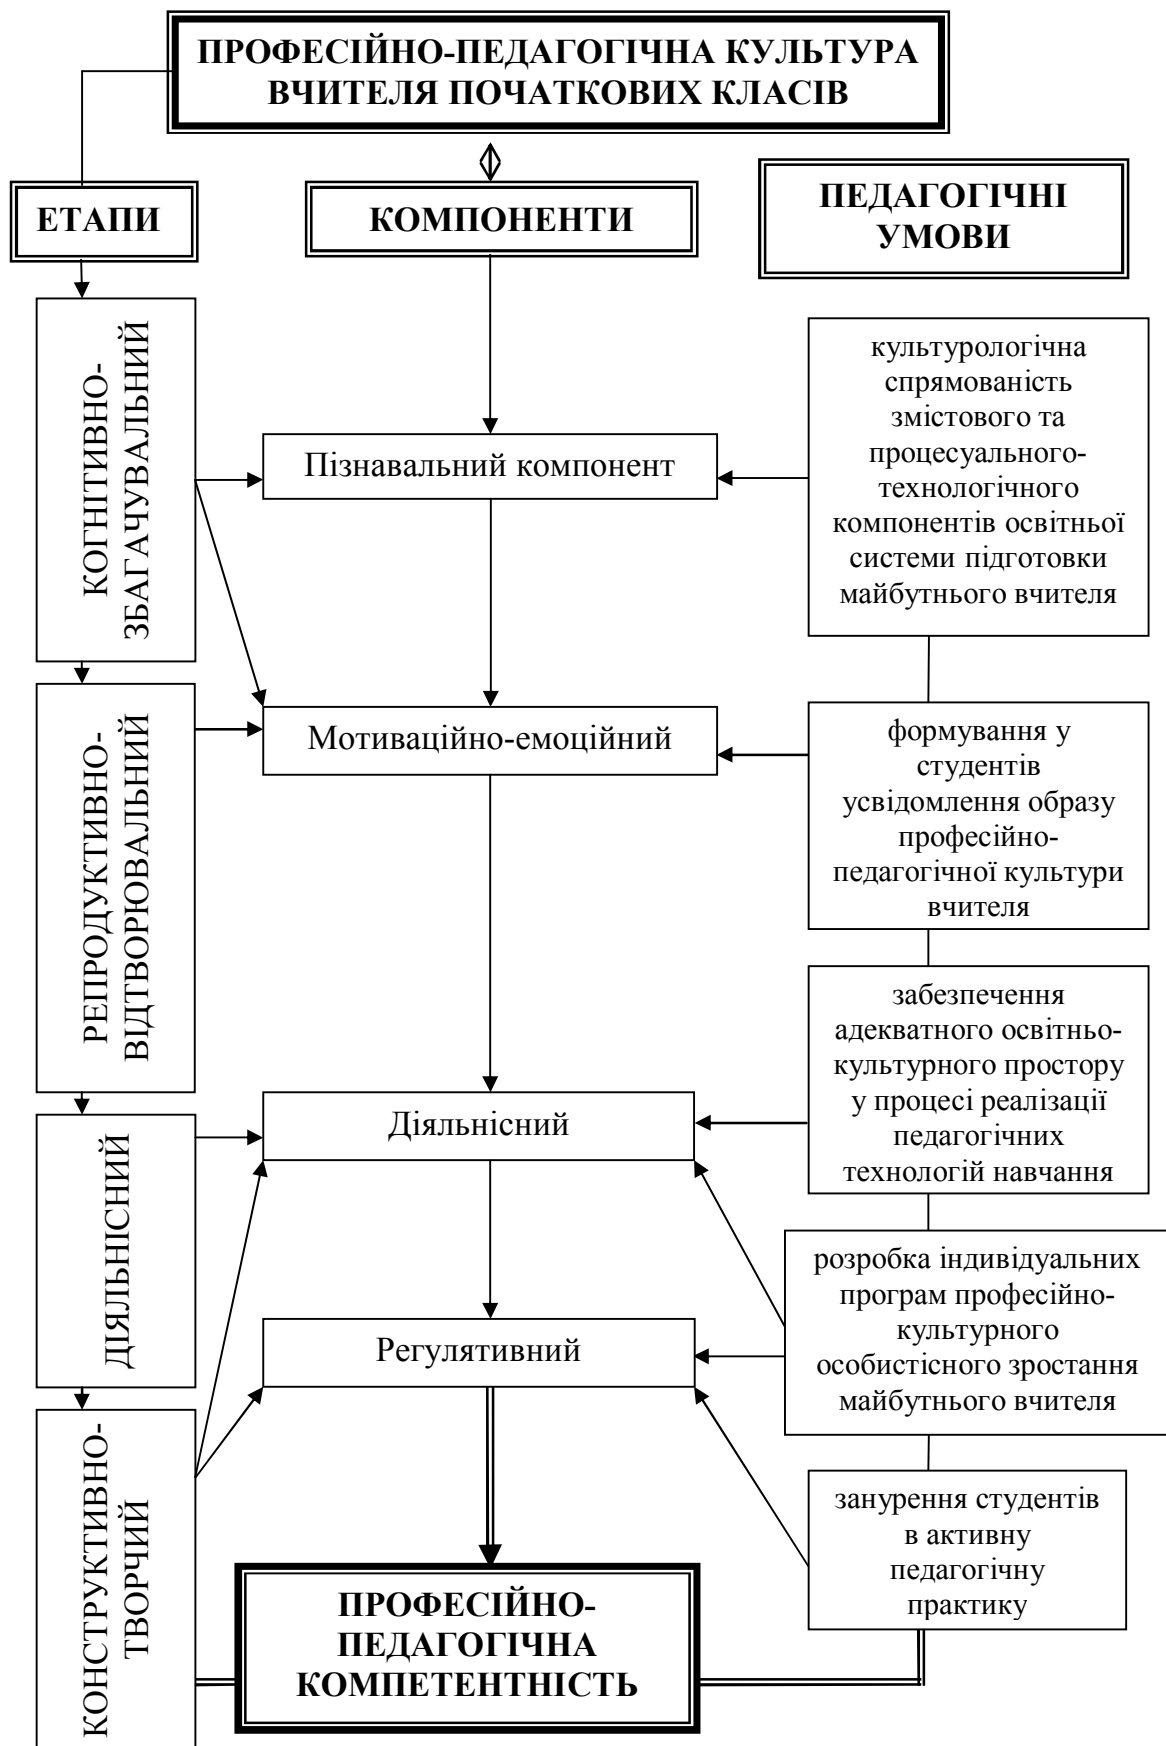 ПРОФЕСІЙНО-ПЕДАГОГІЧНА КУЛЬТУРА
ВЧИТЕЛЯ ПОЧАТКОВИХ КЛАСІВ
ЕТАПИ
КОМПОНЕНТИ
ПЕДАГОГІЧНІ
УМОВИ
КОГНІТИВНО-
ЗБАГАЧУВАЛЬНИЙ
Пізнавальний компонент
культурологічна
спрямованість
змістового та
процесуального-
технологічного
компонентів освітньої
системи підготовки
майбутнього вчителя
РЕПРОДУКТИВНО-
ВІДТВОРЮВАЛЬНИЙ
Мотиваційно-емоційний
формування у
студентів
усвідомлення образу
професійно-
педагогічної культури
вчителя
ДІЯЛЬНІСНИЙ
Діяльнісний
забезпечення
адекватного освітньо-
культурного простору
у процесі реалізації
педагогічних
технологій навчання
Регулятивний
розробка індивідуальних
програм професійно-
культурного
особистісного зростання
майбутнього вчителя
КОНСТРУКТИВНО-
ТВОРЧИЙ
занурення студентів
в активну
педагогічну
практику
ПРОФЕСІЙНО-
ПЕДАГОГІЧНА
КОМПЕТЕНТНІСТЬ